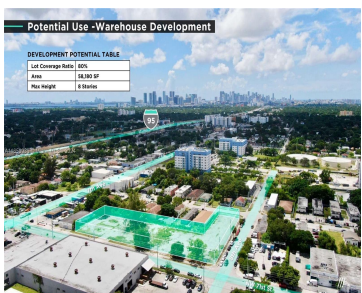 Potential Use -Warehouse Development
DEVELOPMENT POTENTIAL TABLE
Lot Coverage Ratio 80%
Area 58,180 SF
Max Height 8 Stories
95